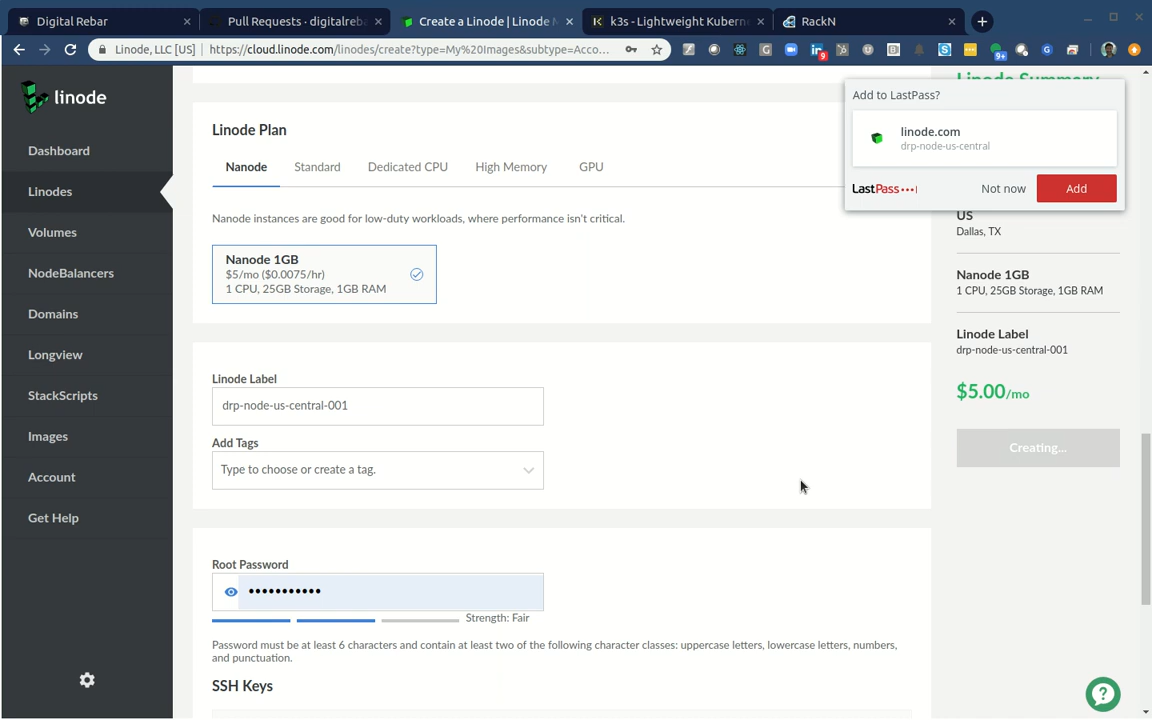 Digital Rebar
Pull Requests · digitalreba
Create a Linode | Linode M
k3s - Lightweight Kuberne
RackN
Linode, LLC [US]
https://cloud.linode.com/linodes/create?type=My%20Images&subtype=Acco...
9
9+
linode
Dashboard
Linodes
Volumes
NodeBalancers
Domains
Longview
StackScripts
Images
Account
Get Help
Linode Plan
Nanode
Standard
Dedicated CPU
High Memory
GPU
Nanode instances are good for low-duty workloads, where performance isn't critical.
Nanode 1GB
$5/mo ($0.0075/hr)
1 CPU, 25GB Storage, 1GB RAM
Linode Label
drp-node-us-central-001
Add Tags
Type to choose or create a tag.
Root Password
•••••••••••
Strength: Fair
Password must be at least 6 characters and contain at least two of the following character classes: uppercase letters, lowercase letters, numbers,
and punctuation.
SSH Keys
Linode Summary
Add to LastPass?
linode.com
drp-node-us-central
LastPass•••|
Not now
Add
US
Dallas, TX
Nanode 1GB
1 CPU, 25GB Storage, 1GB RAM
Linode Label
drp-node-us-central-001
$5.00/mo
Creating...